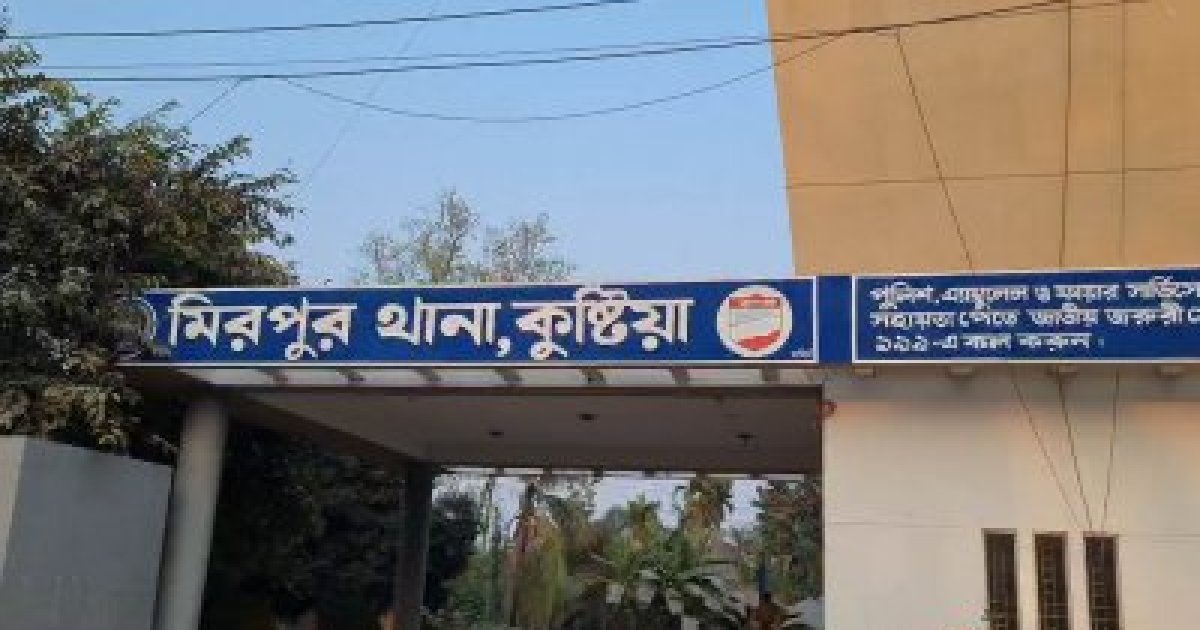 মিরপুর থানা, কুষ্টিয়া
পুলিশ, এ্যাম্বুলেন্স ও ফায়ার সার্ভিসের
সহায়তা পেতে জাতীয় জরুরী
৯৯৯-এ কল করুন।